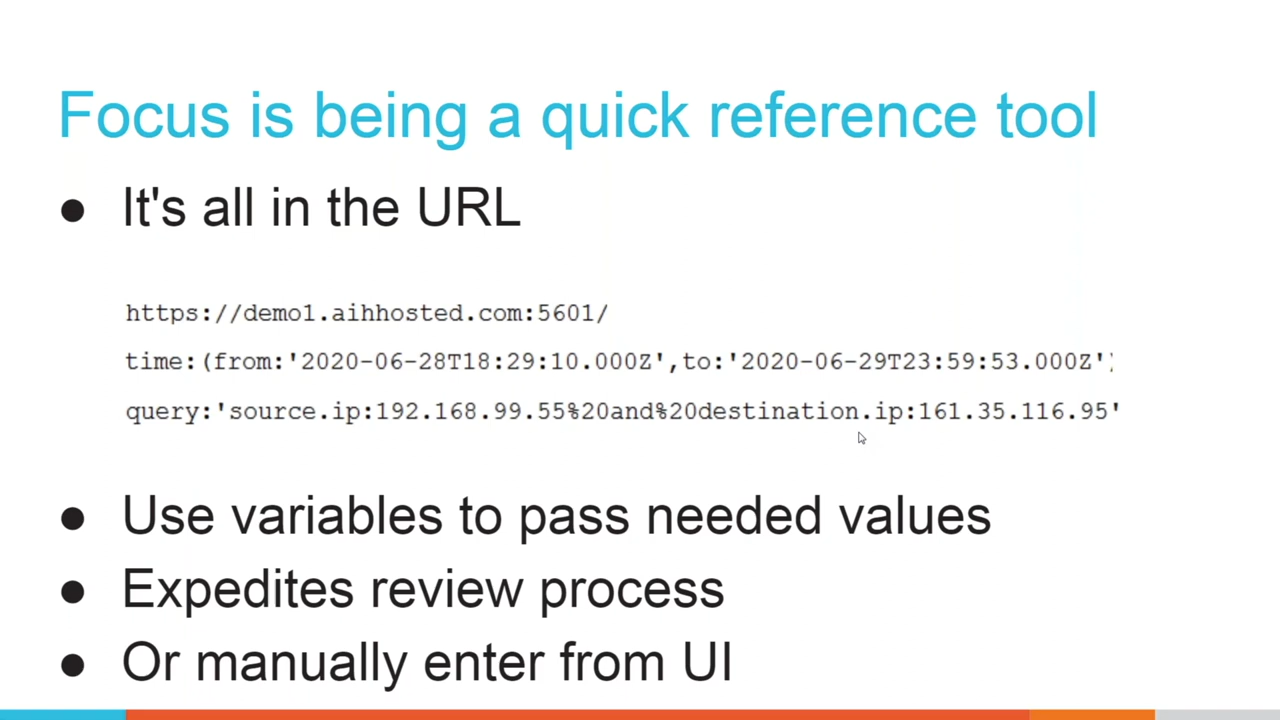 Focus is being a quick reference tool
● It's all in the URL
https://demo1.aihhosted.com:5601/
time:(from:'2020-06-28T18:29:10.000Z',to:'2020-06-29T23:59:53.000Z')
query:'source.ip:192.168.99.55%20and%20destination.ip:161.35.116.95'
● Use variables to pass needed values
● Expedites review process
● Or manually enter from UI